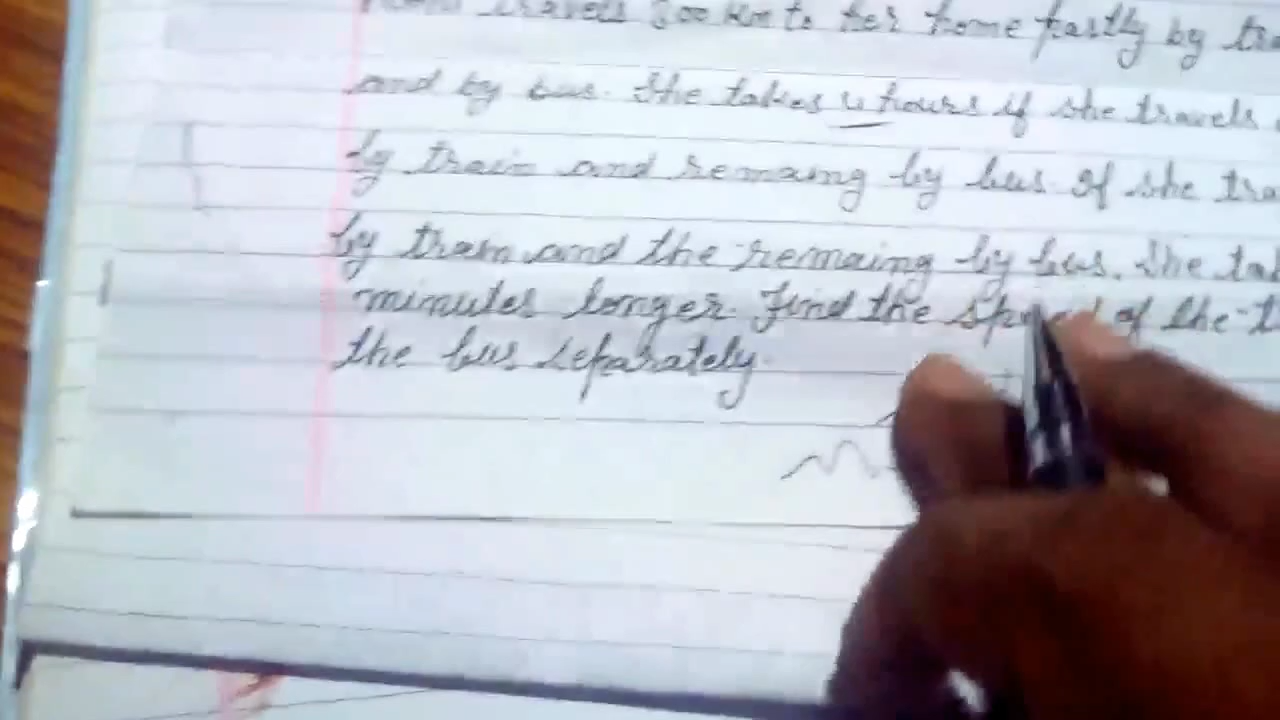 travels 300 km to her home partly by
and by bus. She takes 4 hours if she travels
by train and remaing by bus. If she
by train and the remaing by bus. She
minutes longer. Find the speed of the
the bus separately.